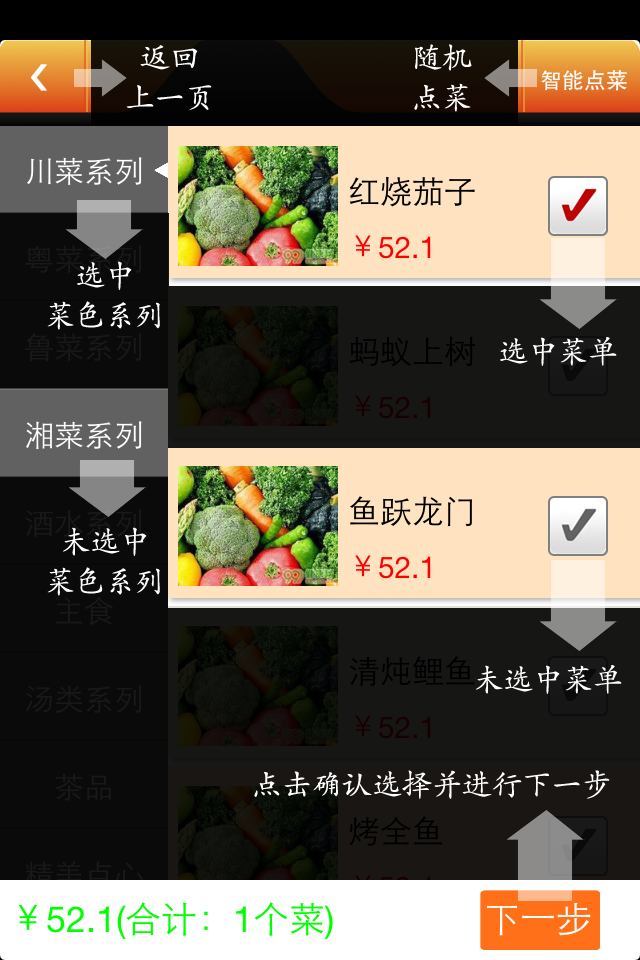 返回
上一页
随机
点菜
智能点菜
川菜系列
红烧茄子
￥52.1
粤菜系列
选中
菜色系列
鲁菜系列
蚂蚁上树
￥52.1
选中菜单
湘菜系列
鱼跃龙门
￥52.1
酒水系列
未选中
菜色系列
主食
汤类系列
清炖鲤鱼
￥52.1
未选中菜单
点击确认选择并进行下一步
茶品
烤全鱼
精美点心
￥52.1(合计：1个菜)
下一步